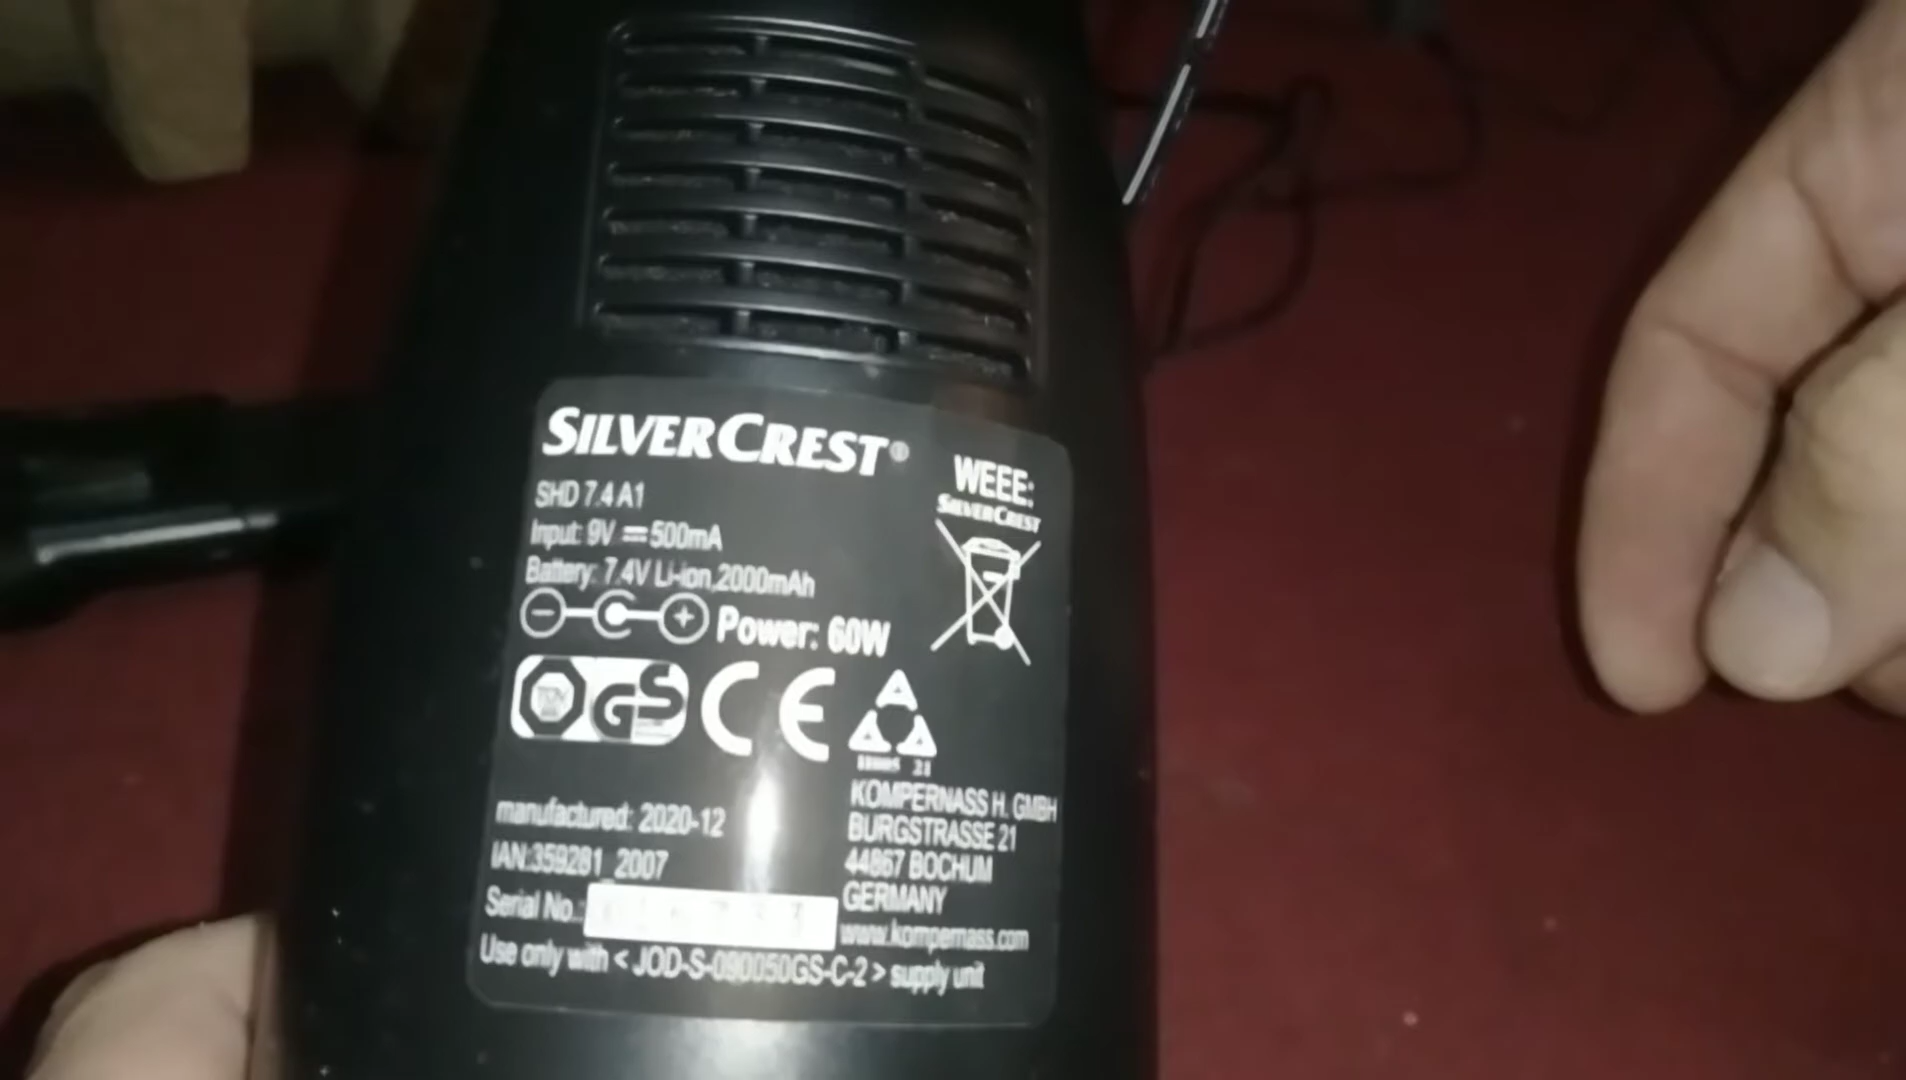 SILVERCREST®
SHD 7.4 A1
Input: 9V ⎓ 500mA
Battery: 7.4V Li-ion,2000mAh
Power: 60W
WEEE:
SILVERCREST
TÜV
GS
CE
manufactured: 2020-12
IAN:359281_2007
Serial No.:
KOMPERNASS H. GMBH
BURGSTRASSE 21
44867 BOCHUM
GERMANY
www.kompernass.com
Use only with < JOD-S-090050GS-C-2 > supply unit